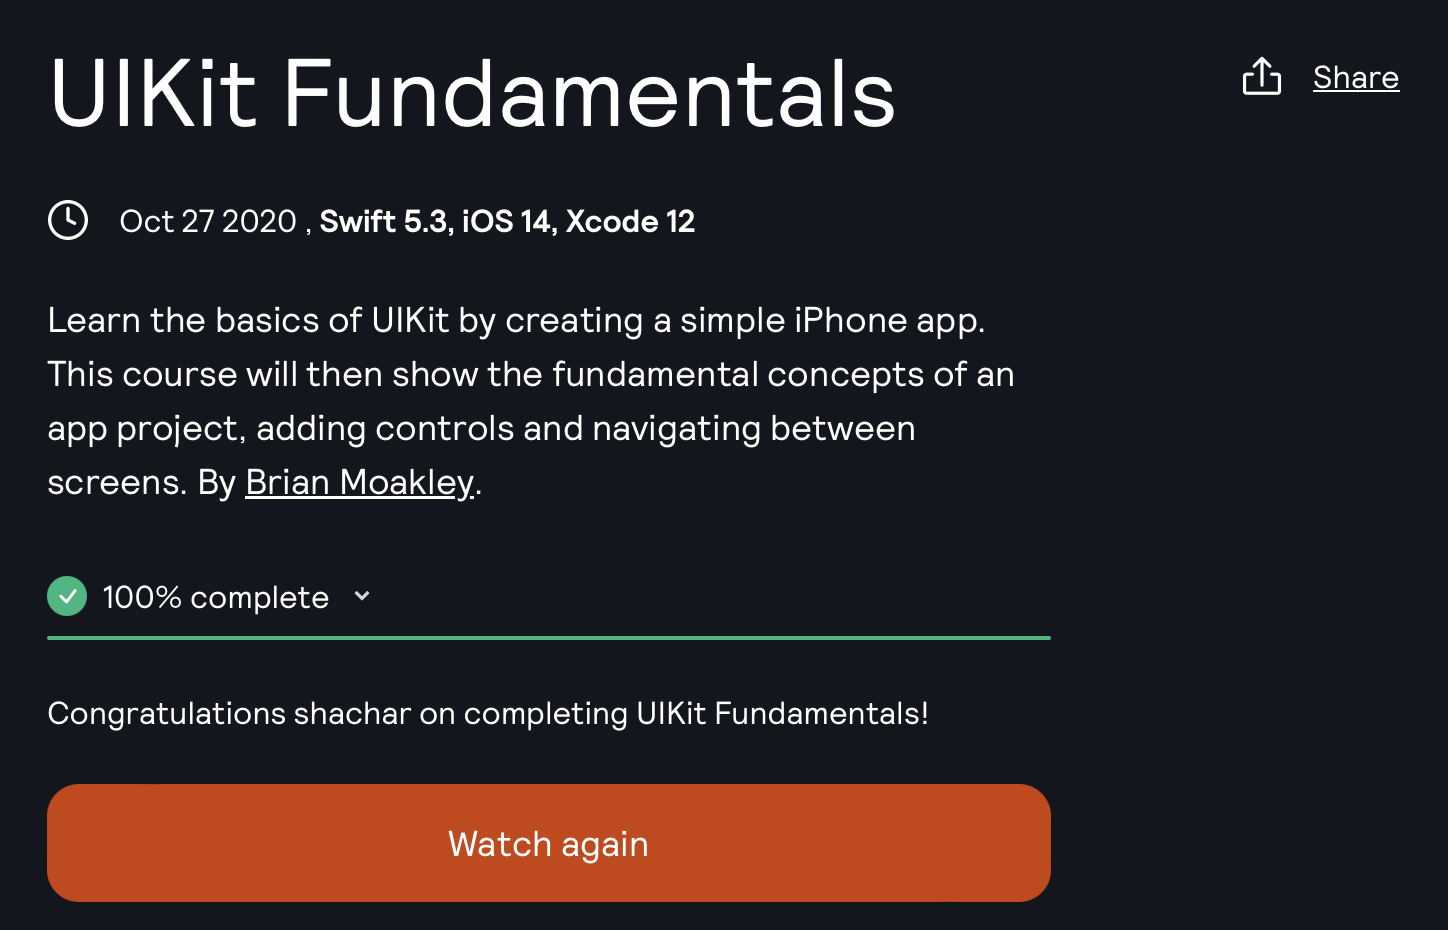 UIKit Fundamentals
Share
Oct 27 2020 , Swift 5.3, iOS 14, Xcode 12
Learn the basics of UIKit by creating a simple iPhone app.
This course will then show the fundamental concepts of an
app project, adding controls and navigating between
screens. By Brian Moakley.
100% complete
Congratulations shachar on completing UIKit Fundamentals!
Watch again